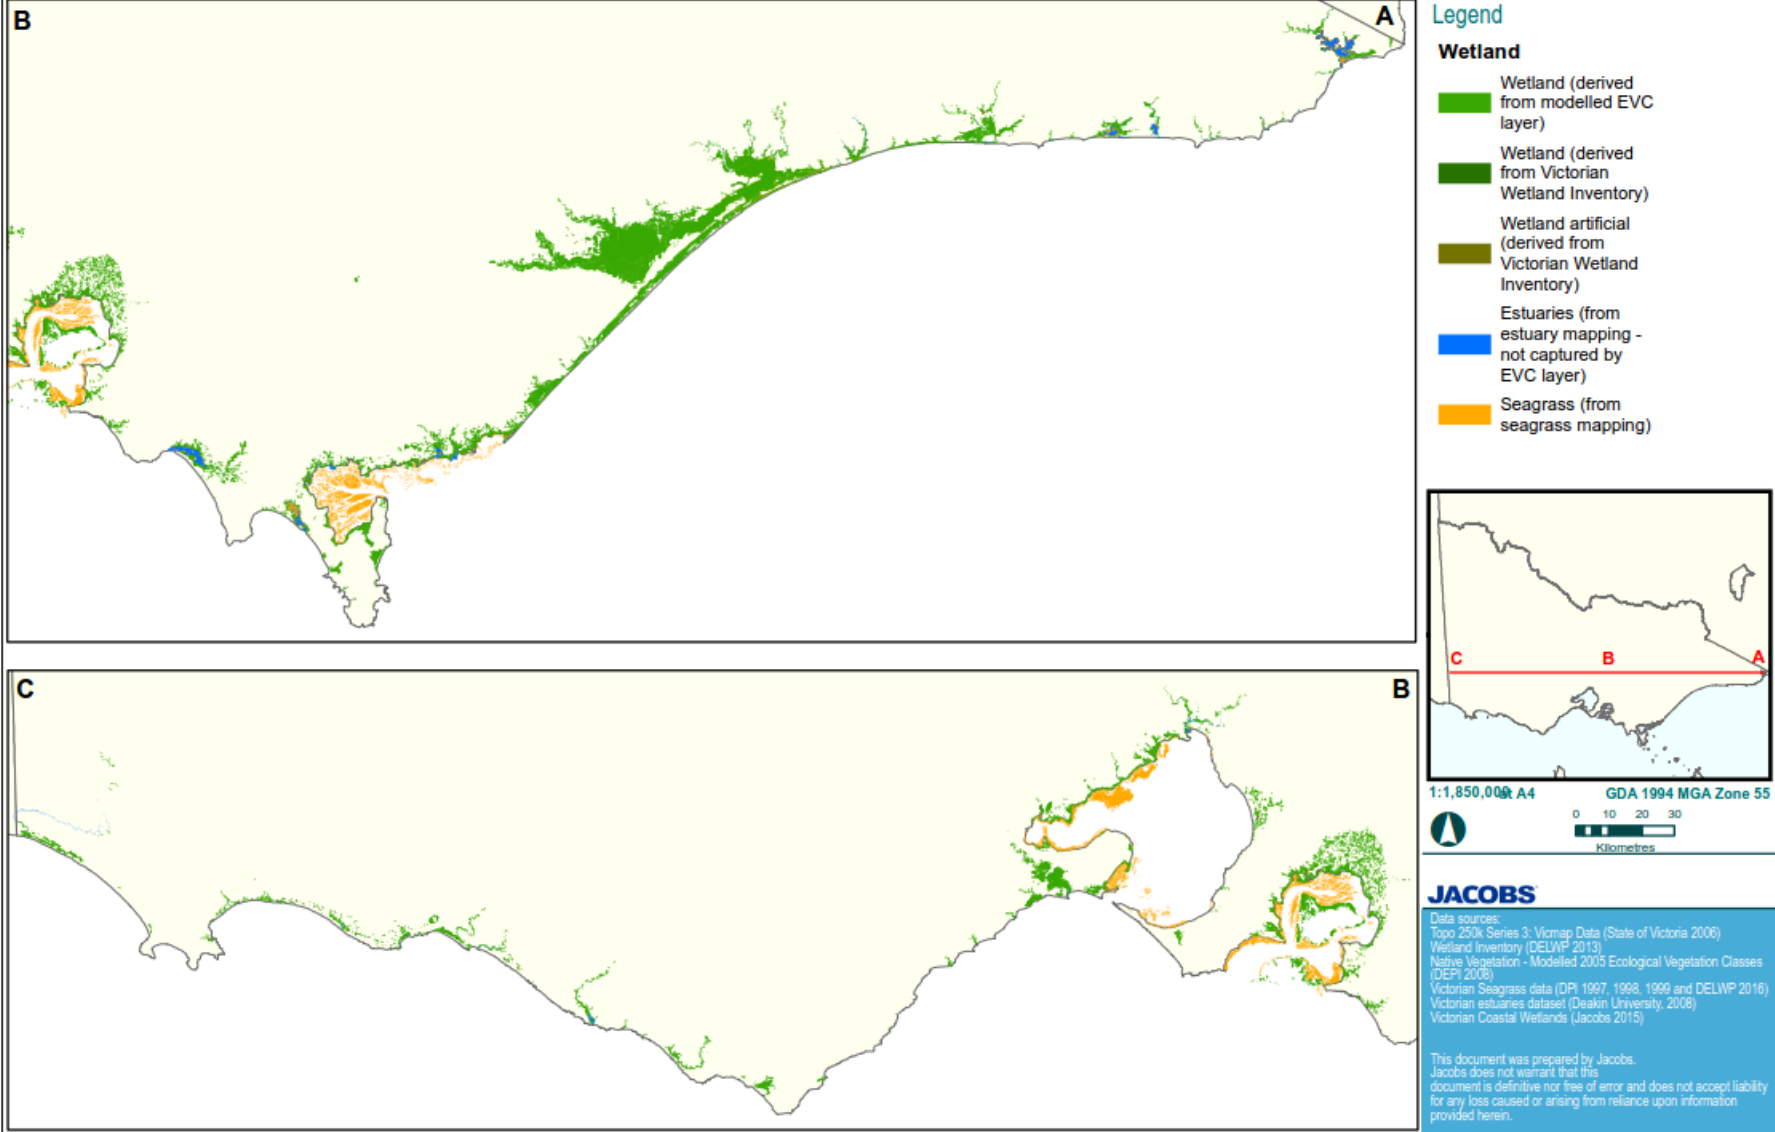 B
A
Legend
Wetland
Wetland (derived
from modelled EVC
layer)
Wetland (derived
from Victorian
Wetland Inventory)
Wetland artificial
(derived from
Victorian Wetland
Inventory)
Estuaries (from
estuary mapping -
not captured by
EVC layer)
Seagrass (from
seagrass mapping)
C
B
A
C
B
1:1,850,000 at A4
GDA 1994 MGA Zone 55
0 10 20 30
Kilometres
JACOBS
Data sources:
Topo 250k Series 3: Vicmap Data (State of Victoria 2006)
Wetland Inventory (DELWP 2013)
Native Vegetation - Modelled 2005 Ecological Vegetation Classes
(DEPI 2008)
Victorian Seagrass data (DPI 1997, 1998, 1999 and DELWP 2016)
Victorian estuaries dataset (Deakin University, 2008)
Victorian Coastal Wetlands (Jacobs 2015)
This document was prepared by Jacobs.
Jacobs does not warrant that this
document is definitive nor free of error and does not accept liability
for any loss caused or arising from reliance upon information
provided herein.